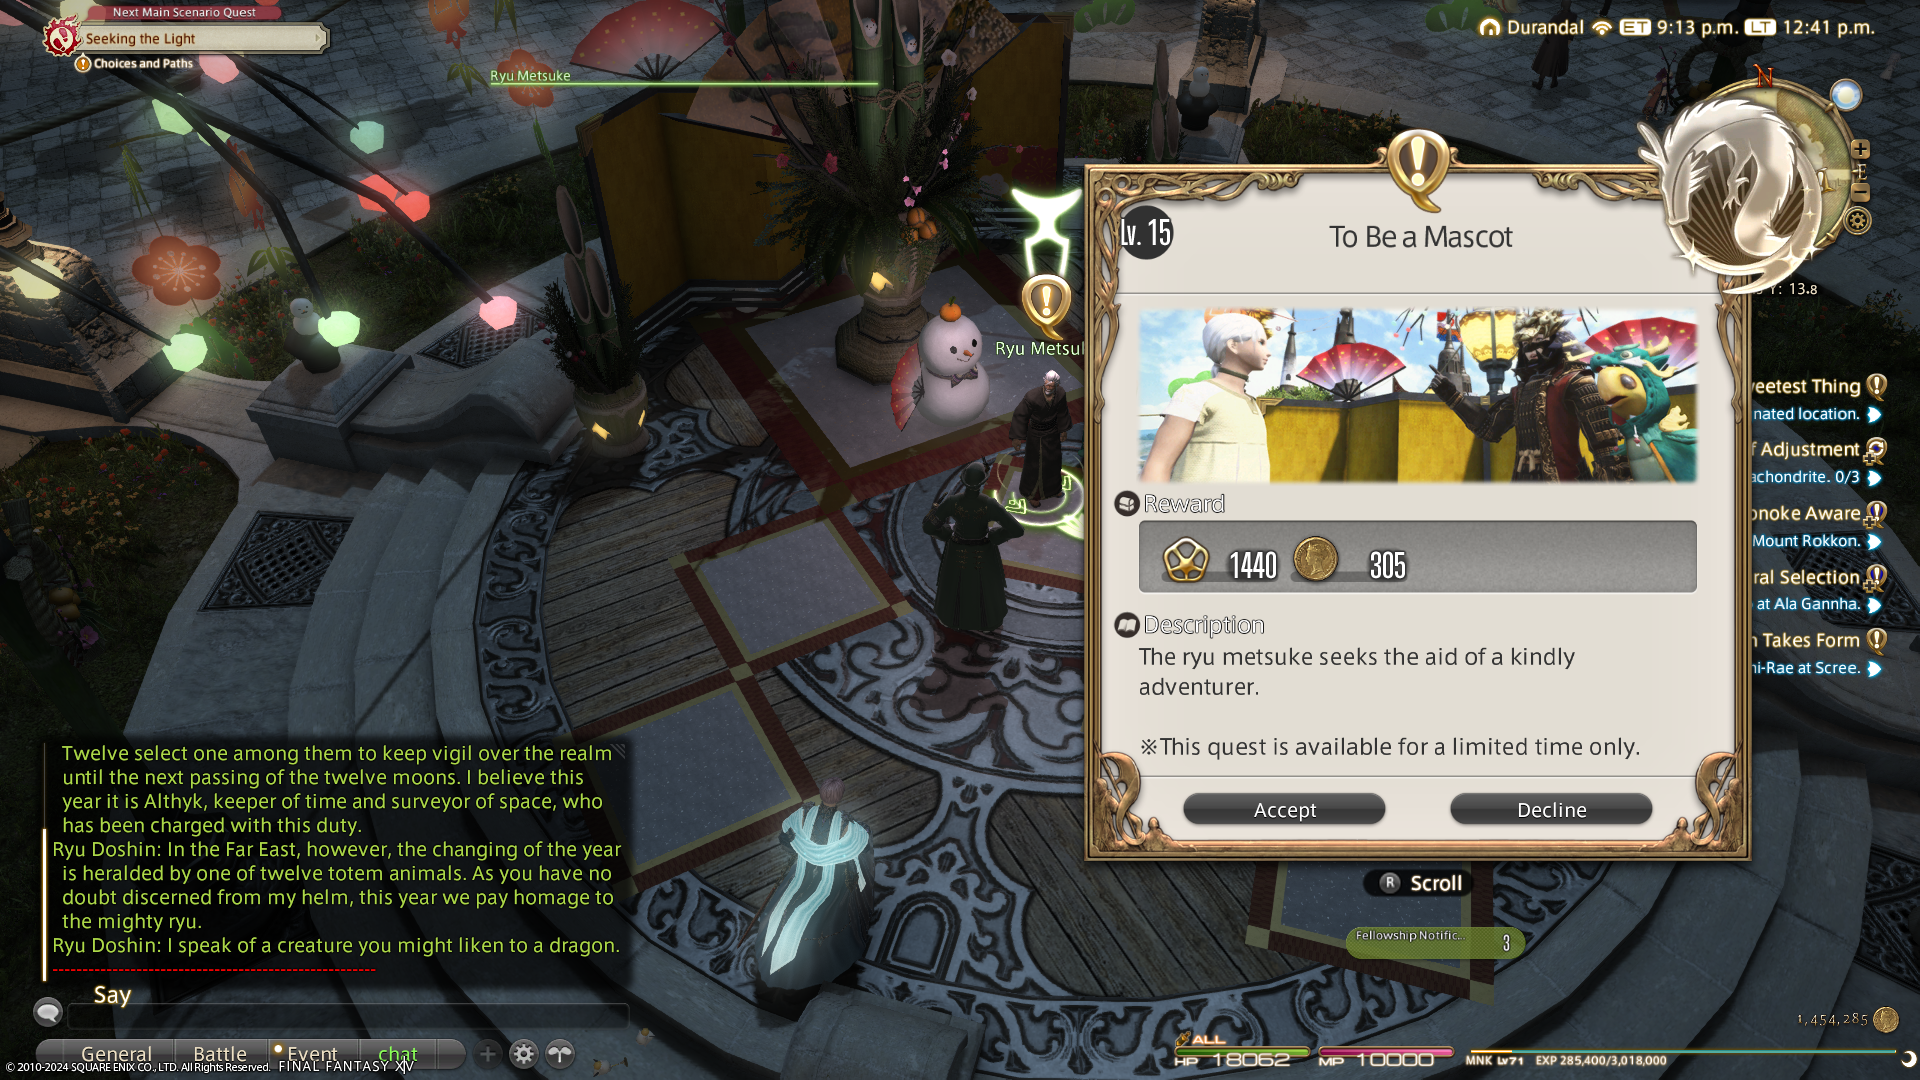 Next Main Scenario Quest
Seeking the Light
Choices and Paths
Ryu Metsuke
Durandal ET 9:13 p.m. LT 12:41 p.m.
N
E
Y: 13.8
Lv. 15
To Be a Mascot
Ryu Metsu
Reward
1440 305
Description
The ryu metsuke seeks the aid of a kindly
adventurer.
※This quest is available for a limited time only.
Accept Decline
R Scroll
Fellowship Notific... 3
eetest Thing
nated location.
Adjustment
achondrite. 0/3
onoke Aware
Mount Rokkon.
ral Selection
at Ala Gannha.
Takes Form
ni-Rae at Scree.
Twelve select one among them to keep vigil over the realm
until the next passing of the twelve moons. I believe this
year it is Althyk, keeper of time and surveyor of space, who
has been charged with this duty.
Ryu Doshin: In the Far East, however, the changing of the year
is heralded by one of twelve totem animals. As you have no
doubt discerned from my helm, this year we pay homage to
the mighty ryu.
Ryu Doshin: I speak of a creature you might liken to a dragon.
Say
General Battle Event chat
© 2010-2024 SQUARE ENIX CO., LTD. All Rights Reserved. FINAL FANTASY XIV
1,454,285
ALL
HP 18062 MP 10000 MNK Lv71 EXP 285,400/3,018,000